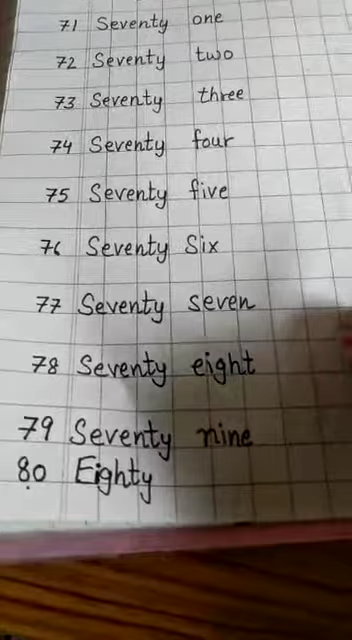 71 Seventy one
72 Seventy two
73 Seventy three
74 Seventy four
75 Seventy five
76 Seventy Six
77 Seventy seven
78 Seventy eight
79 Seventy nine
80 Eighty